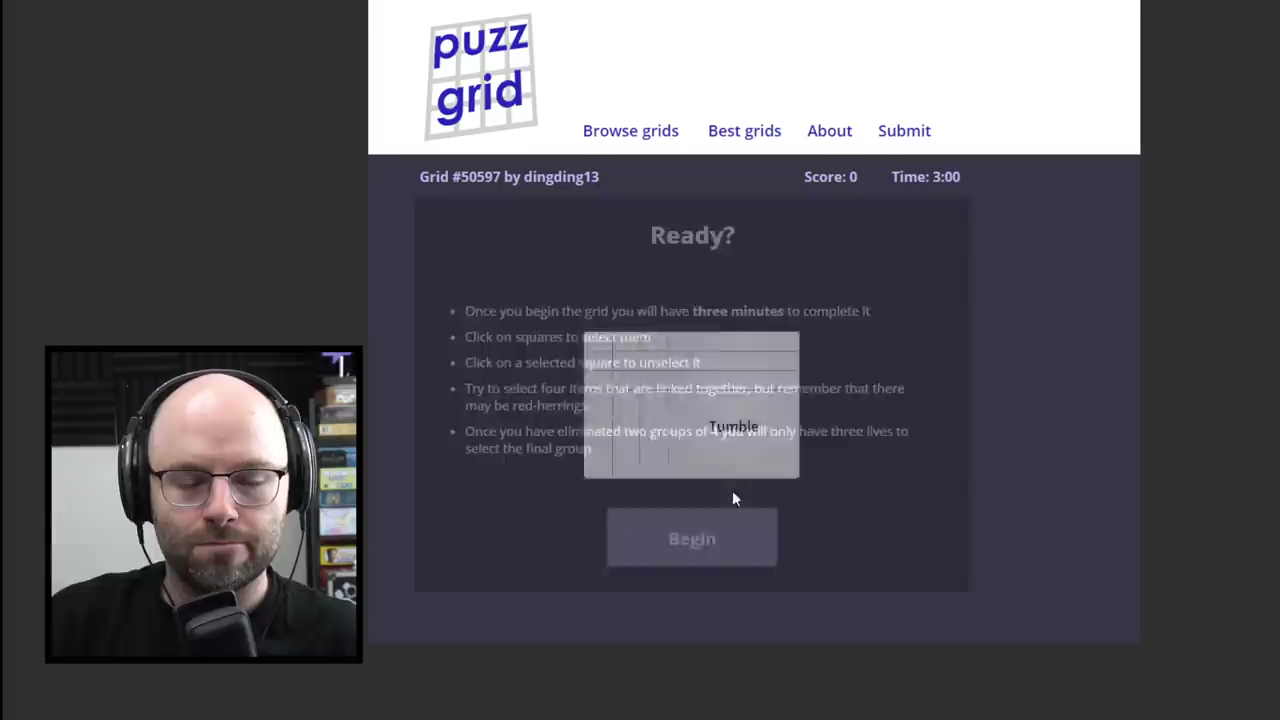 puzz
grid
Browse grids Best grids About Submit
Grid #50597 by dingding13 Score: 0 Time: 3:00
Ready?
• Once you begin the grid you will have three minutes to complete it
• Click on squares to select them
• Click on a selected square to unselect it
• Try to select four items that are linked together, but remember that there
may be red-herrings
Tumble
• Once you have eliminated two groups of 4 you will only have three lives to
select the final group
Begin